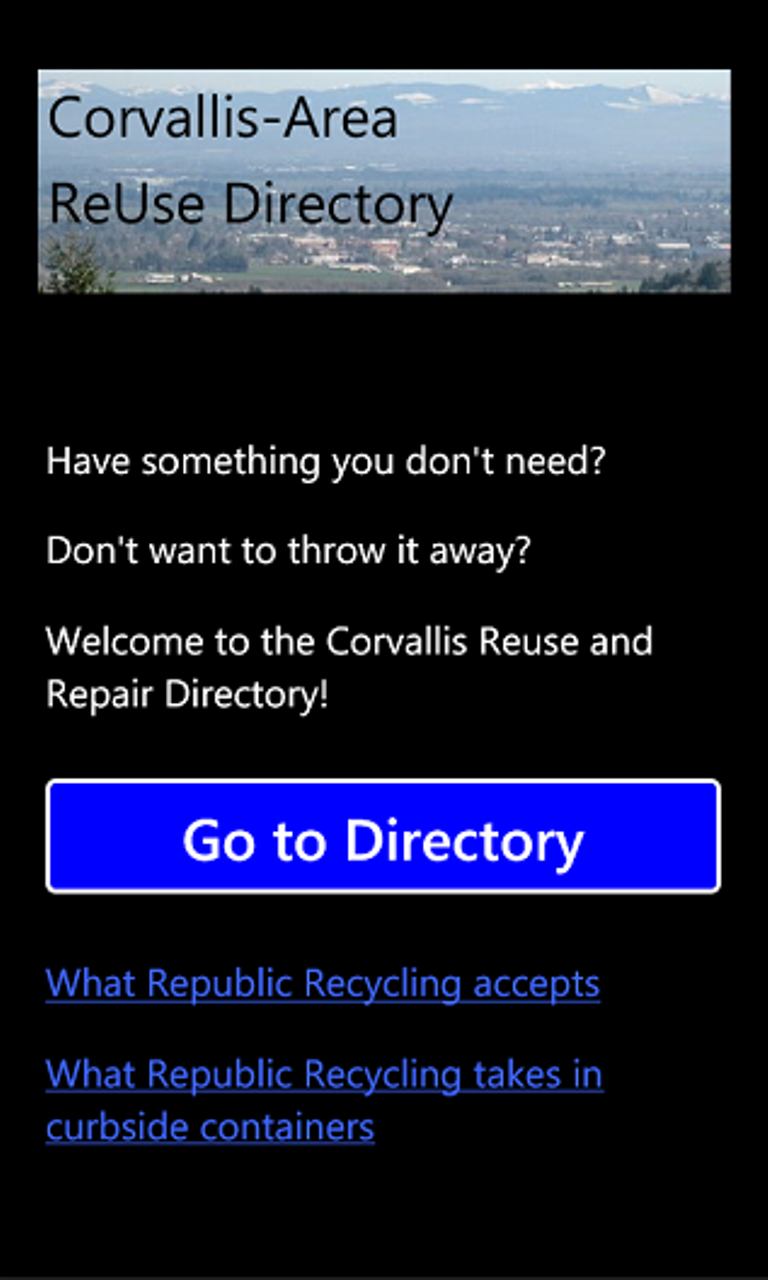 Corvallis-Area
ReUse Directory
Have something you don't need?
Don't want to throw it away?
Welcome to the Corvallis Reuse and
Repair Directory!
Go to Directory
What Republic Recycling accepts
What Republic Recycling takes in
curbside containers